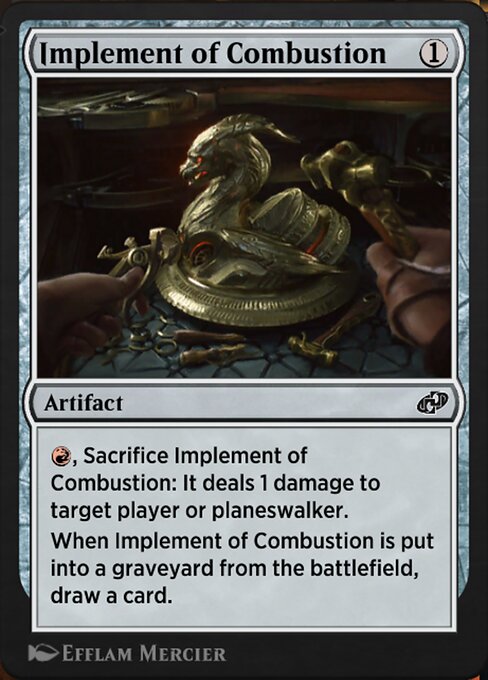 Implement of Combustion 1
Artifact
, Sacrifice Implement of
Combustion: It deals 1 damage to
target player or planeswalker.
When Implement of Combustion is put
into a graveyard from the battlefield,
draw a card.
Efflam Mercier